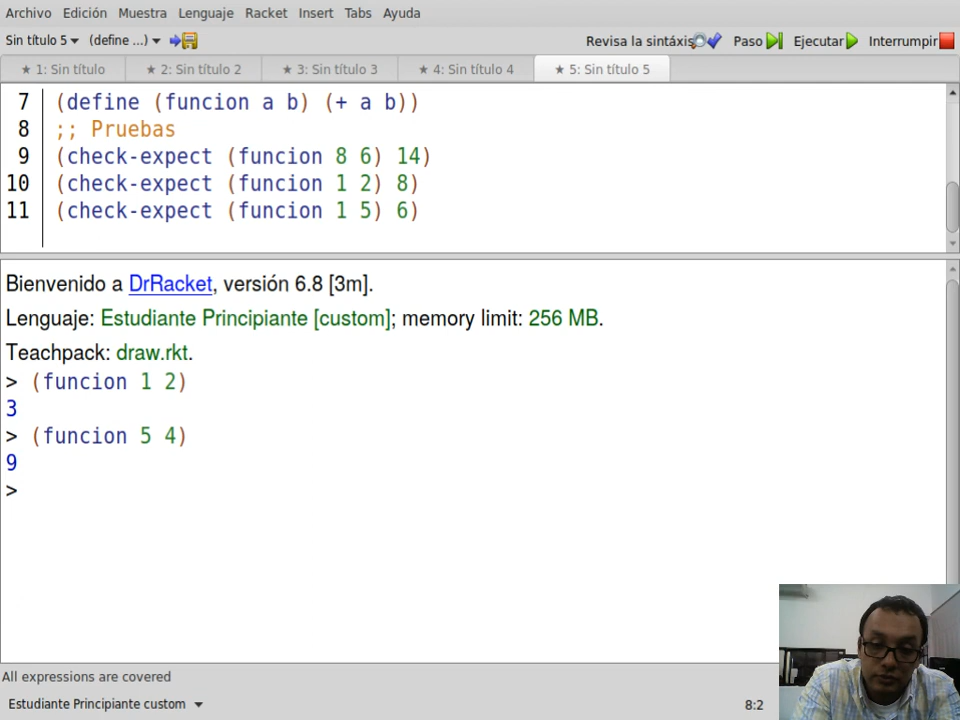 Archivo Edición Muestra Lenguaje Racket Insert Tabs Ayuda
Sin título 5 (define ...) Revisa la sintáxis Paso Ejecutar Interrumpir
★ 1: Sin título ★ 2: Sin título 2 ★ 3: Sin título 3 ★ 4: Sin título 4 ★ 5: Sin título 5
7 (define (funcion a b) (+ a b))
8 ;; Pruebas
9 (check-expect (funcion 8 6) 14)
10 (check-expect (funcion 1 2) 8)
11 (check-expect (funcion 1 5) 6)
Bienvenido a DrRacket, versión 6.8 [3m].
Lenguaje: Estudiante Principiante [custom]; memory limit: 256 MB.
Teachpack: draw.rkt.
> (funcion 1 2)
3
> (funcion 5 4)
9
>
All expressions are covered
Estudiante Principiante custom 8:2